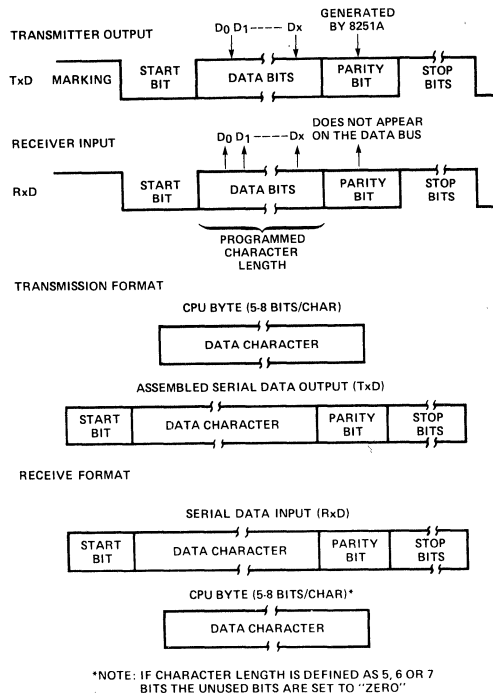 TRANSMITTER OUTPUT
D0 D1 ---- Dx
GENERATED
BY 8251A
TxD MARKING
START
BIT
DATA BITS
PARITY
BIT
STOP
BITS
RECEIVER INPUT
D0 D1 ---- Dx
DOES NOT APPEAR
ON THE DATA BUS
RxD
START
BIT
DATA BITS
PARITY
BIT
STOP
BITS
PROGRAMMED
CHARACTER
LENGTH
TRANSMISSION FORMAT
CPU BYTE (5-8 BITS/CHAR)
DATA CHARACTER
ASSEMBLED SERIAL DATA OUTPUT (TxD)
START
BIT
DATA CHARACTER
PARITY
BIT
STOP
BITS
RECEIVE FORMAT
SERIAL DATA INPUT (RxD)
START
BIT
DATA CHARACTER
PARITY
BIT
STOP
BITS
CPU BYTE (5-8 BITS/CHAR)*
DATA CHARACTER
*NOTE: IF CHARACTER LENGTH IS DEFINED AS 5, 6 OR 7
BITS THE UNUSED BITS ARE SET TO "ZERO"